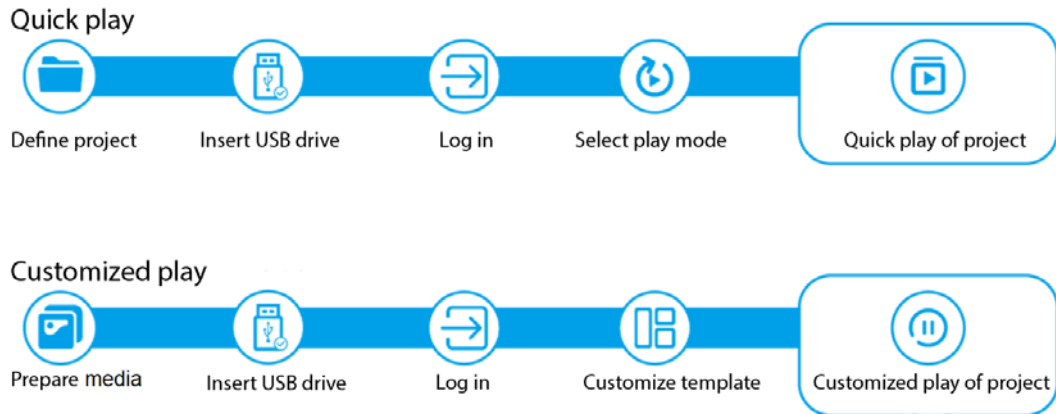 Quick play
Define project
Insert USB drive
Log in
Select play mode
Quick play of project
Customized play
Prepare media
Insert USB drive
Log in
Customize template
Customized play of project